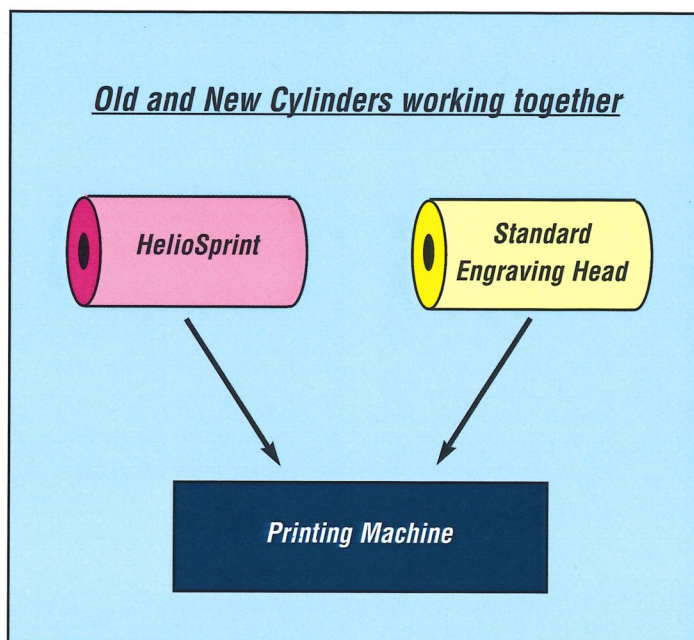 Old and New Cylinders working together
HelioSprint
Standard
Engraving Head
Printing Machine